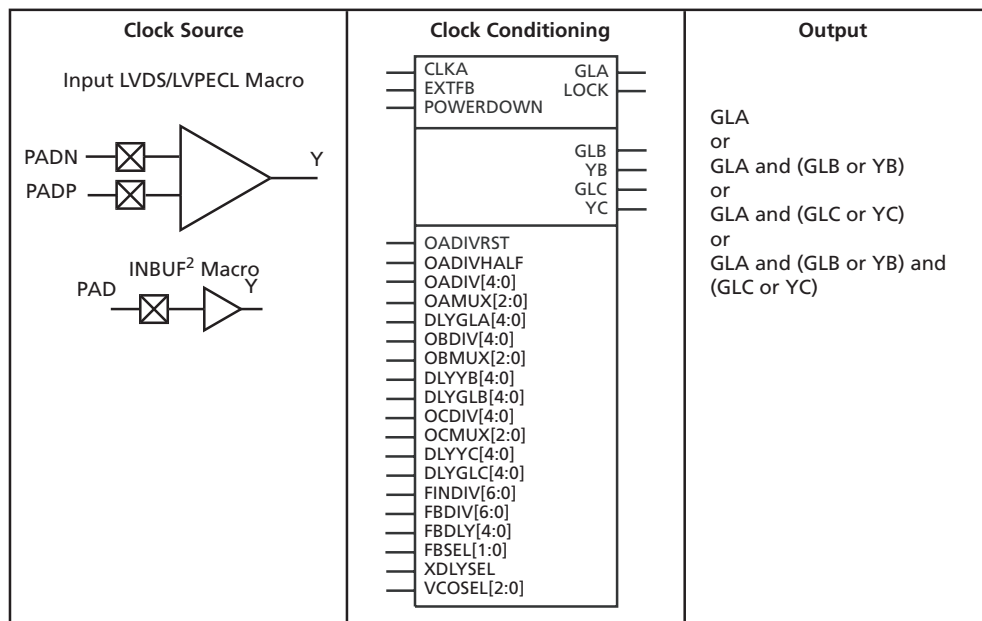 Clock Source
Input LVDS/LVPECL Macro
PADN
PADP
Y
INBUF2 Macro
PAD
Y
Clock Conditioning
CLKA
EXTFB
POWERDOWN
GLA
LOCK
GLB
YB
GLC
YC
OADIVRST
OADIVHALF
OADIV[4:0]
OAMUX[2:0]
DLYGLA[4:0]
OBDIV[4:0]
OBMUX[2:0]
DLYYB[4:0]
DLYGLB[4:0]
OCDIV[4:0]
OCMUX[2:0]
DLYYC[4:0]
DLYGLC[4:0]
FINDIV[6:0]
FBDIV[6:0]
FBDLY[4:0]
FBSEL[1:0]
XDLYSEL
VCOSEL[2:0]
Output
GLA
or
GLA and (GLB or YB)
or
GLA and (GLC or YC)
or
GLA and (GLB or YB) and
(GLC or YC)